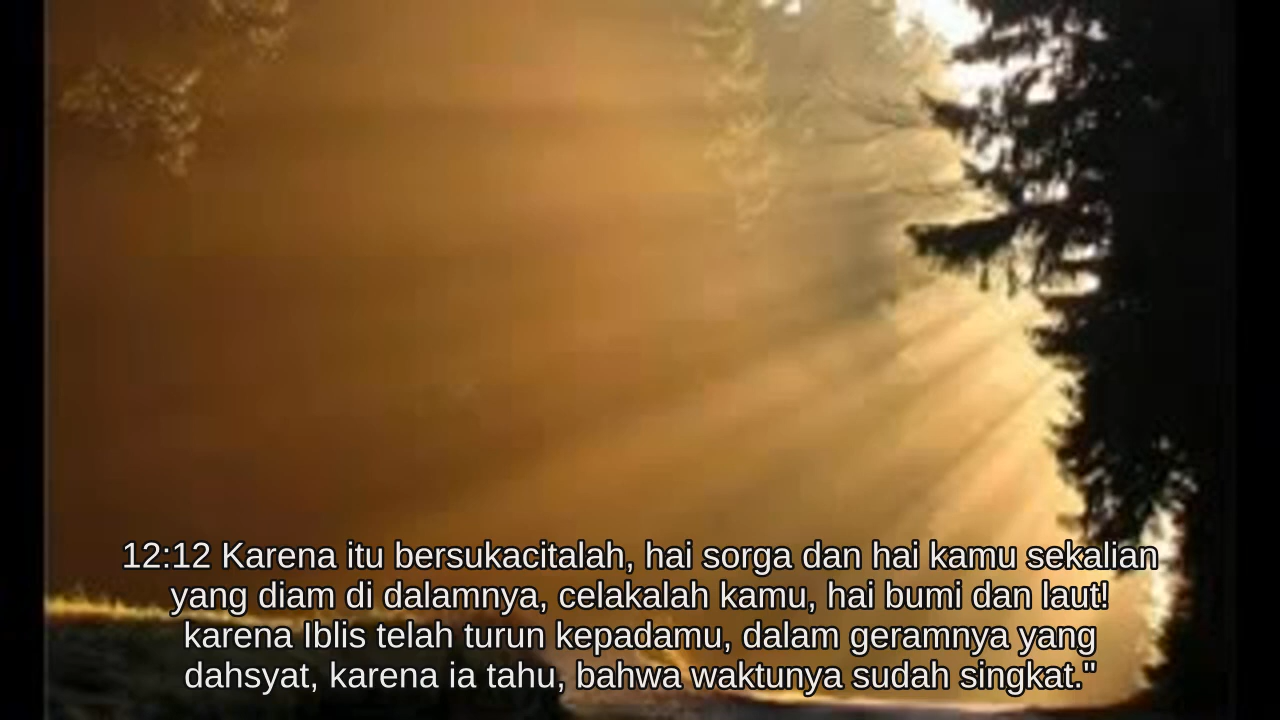 12:12 Karena itu bersukacitalah, hai sorga dan hai kamu sekalian
yang diam di dalamnya, celakalah kamu, hai bumi dan laut!
karena Iblis telah turun kepadamu, dalam geramnya yang
dahsyat, karena ia tahu, bahwa waktunya sudah singkat."